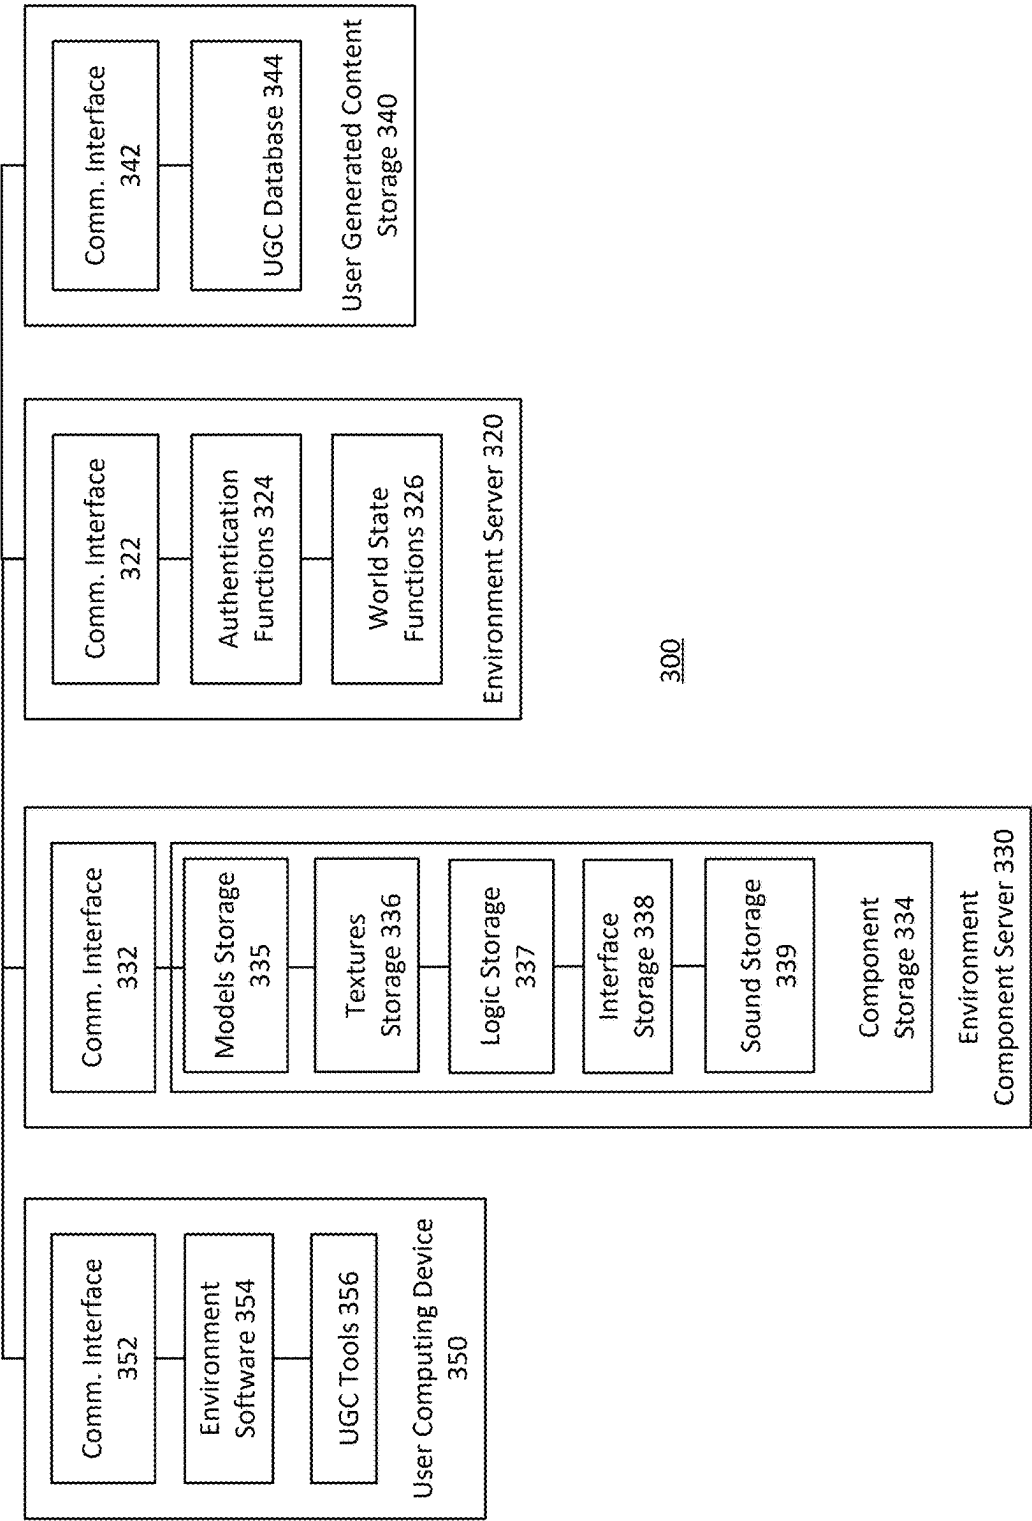 Comm. Interface
352
Environment
Software 354
UGC Tools 356
User Computing Device
350
Comm. Interface
332
Models Storage
335
Textures
Storage 336
Logic Storage
337
Interface
Storage 338
Sound Storage
339
Component
Storage 334
Environment
Component Server 330
Comm. Interface
322
Authentication
Functions 324
World State
Functions 326
Environment Server 320
300
Comm. Interface
342
UGC Database 344
User Generated Content
Storage 340